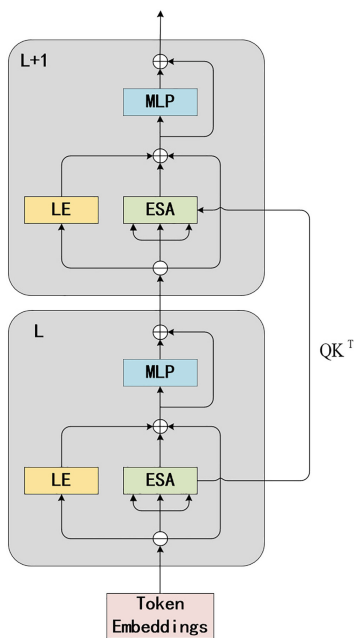 L+1
MLP
LE
ESA
L
QK^T
MLP
LE
ESA
Token
Embeddings